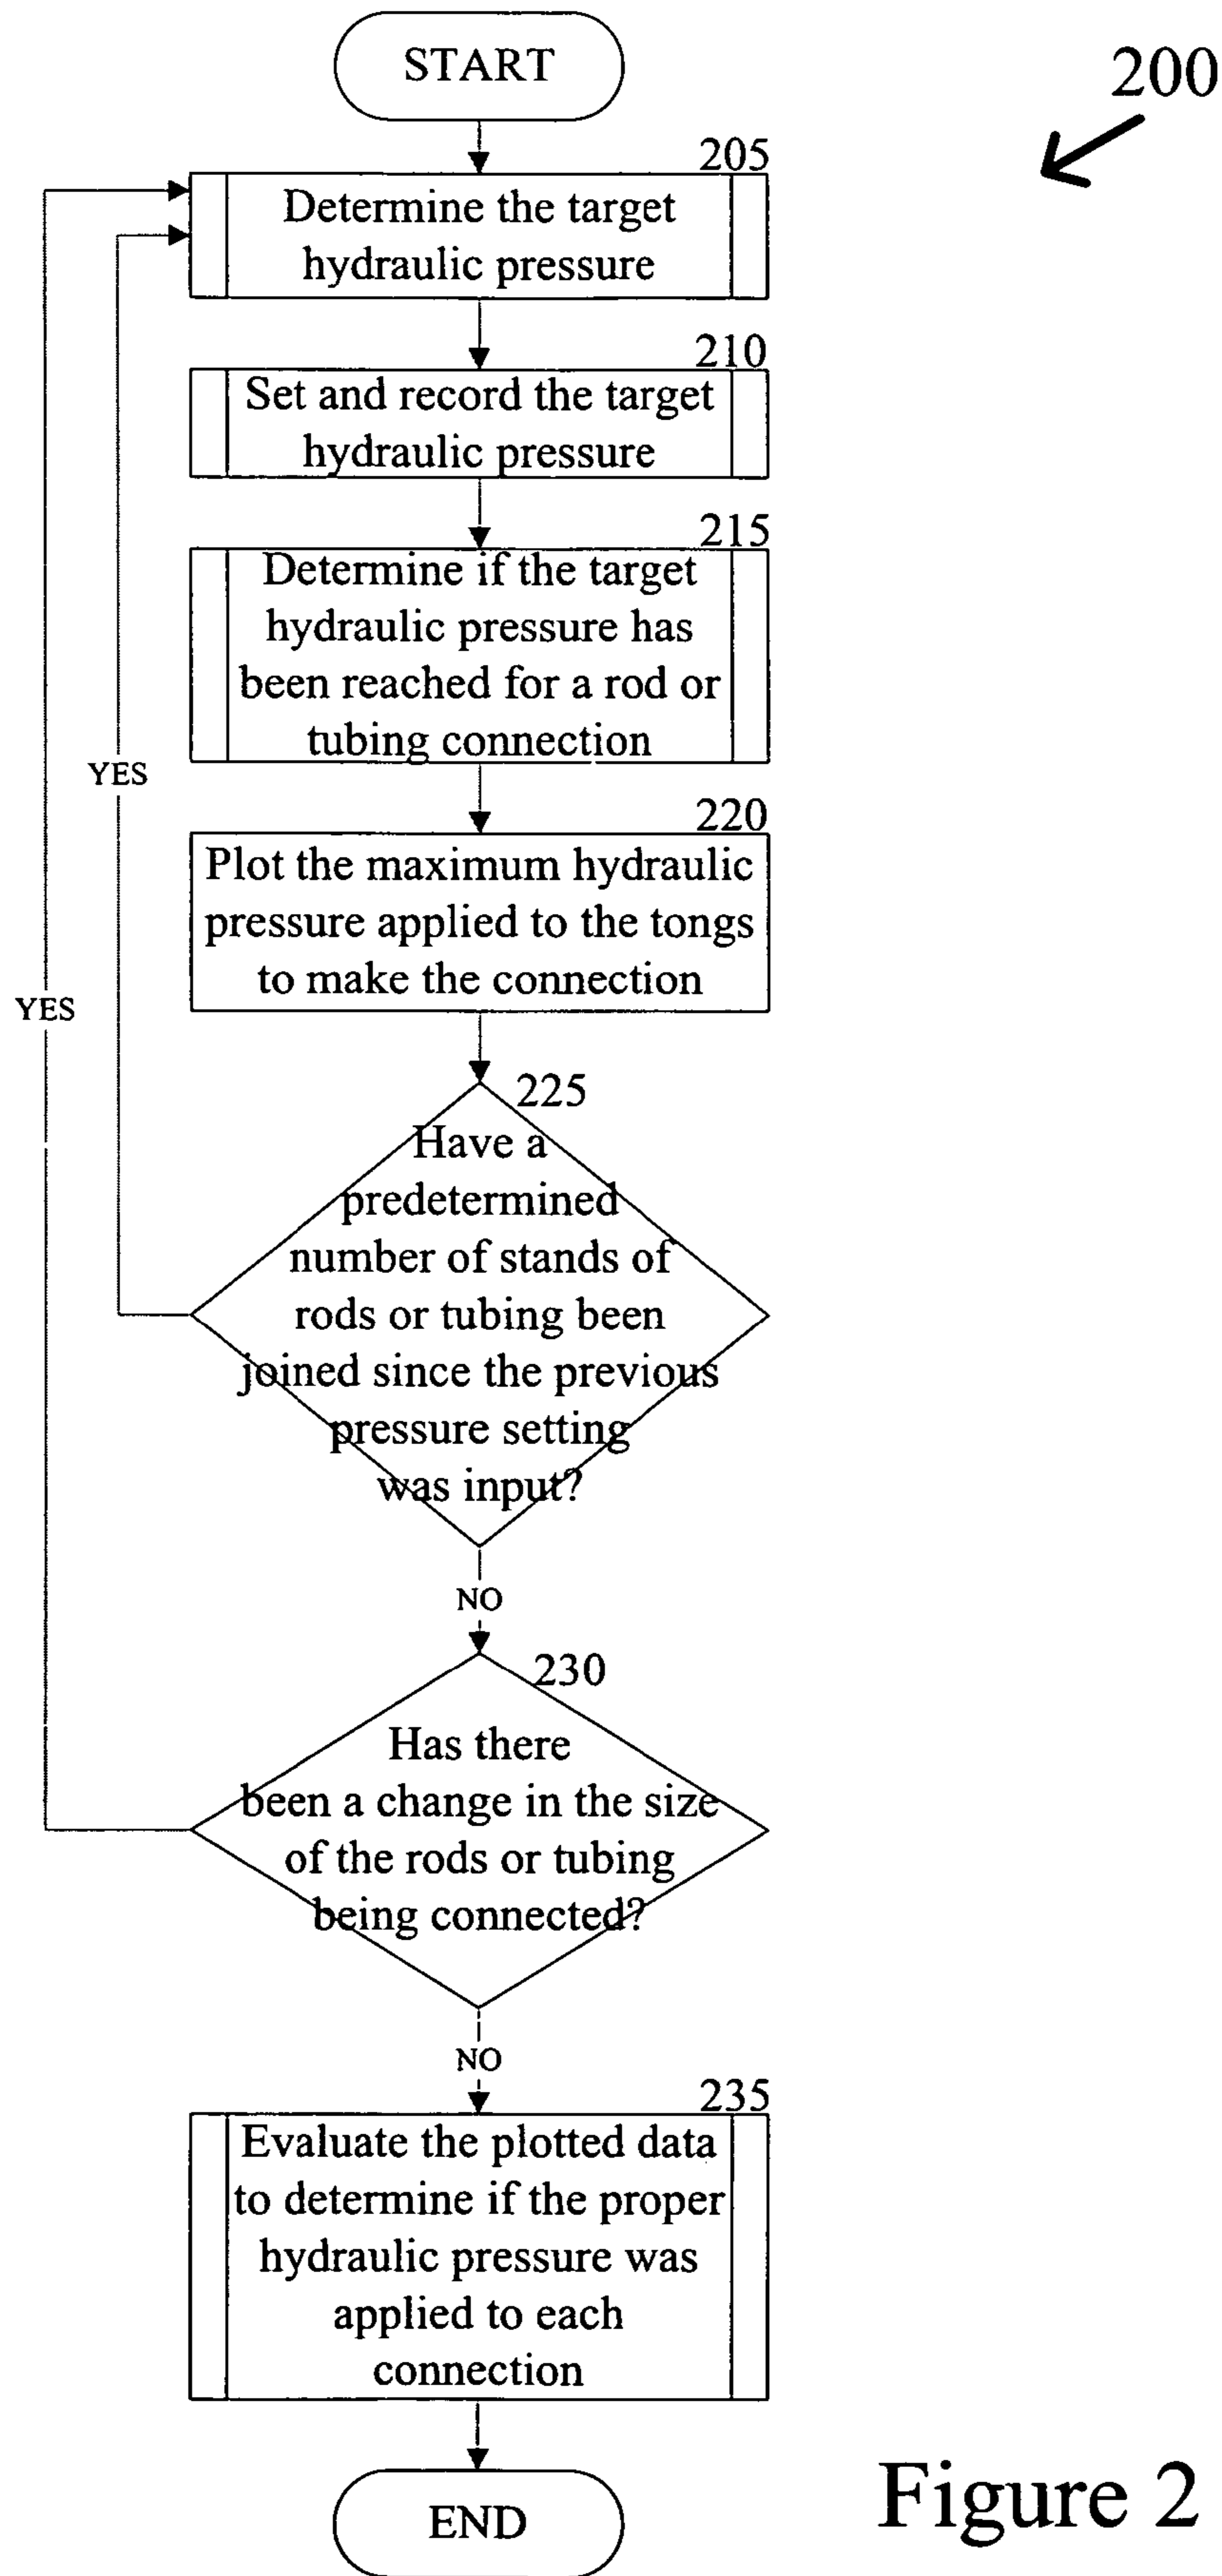 START
200
205
Determine the target
hydraulic pressure
210
Set and record the target
hydraulic pressure
215
Determine if the target
hydraulic pressure has
been reached for a rod or
tubing connection
YES
220
Plot the maximum hydraulic
pressure applied to the tongs
to make the connection
YES
225
Have a
predetermined
number of stands of
rods or tubing been
joined since the previous
pressure setting
was input?
NO
230
Has there
been a change in the size
of the rods or tubing
being connected?
NO
235
Evaluate the plotted data
to determine if the proper
hydraulic pressure was
applied to each
connection
END
Figure 2